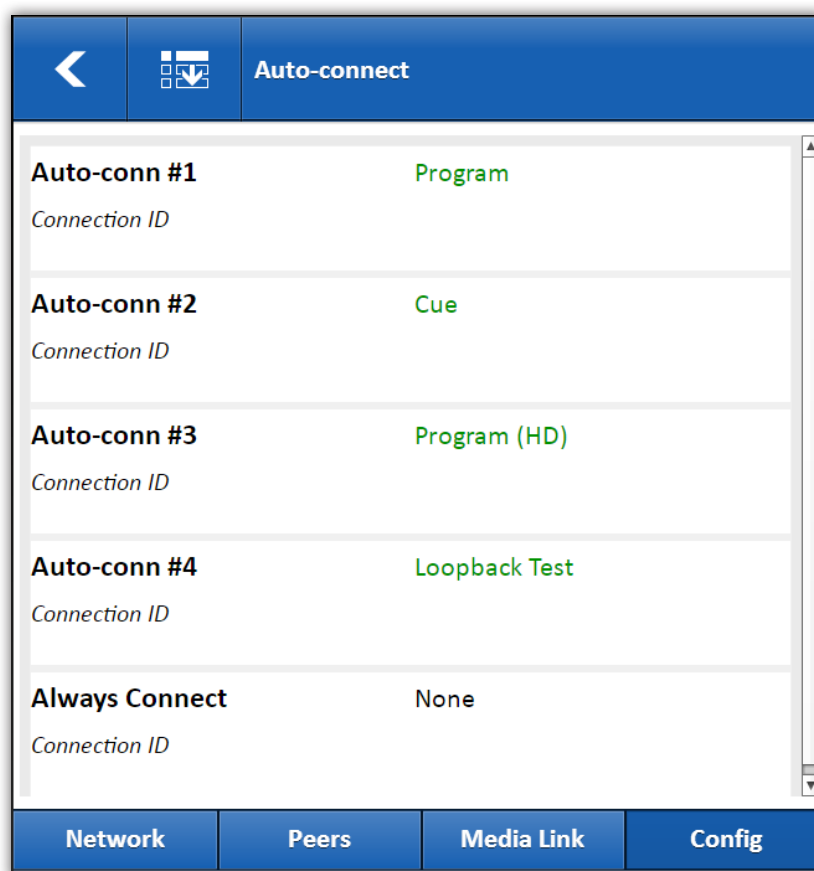 Auto-connect
Auto-conn #1 Program
Connection ID
Auto-conn #2 Cue
Connection ID
Auto-conn #3 Program (HD)
Connection ID
Auto-conn #4 Loopback Test
Connection ID
Always Connect None
Connection ID
Network Peers Media Link Config